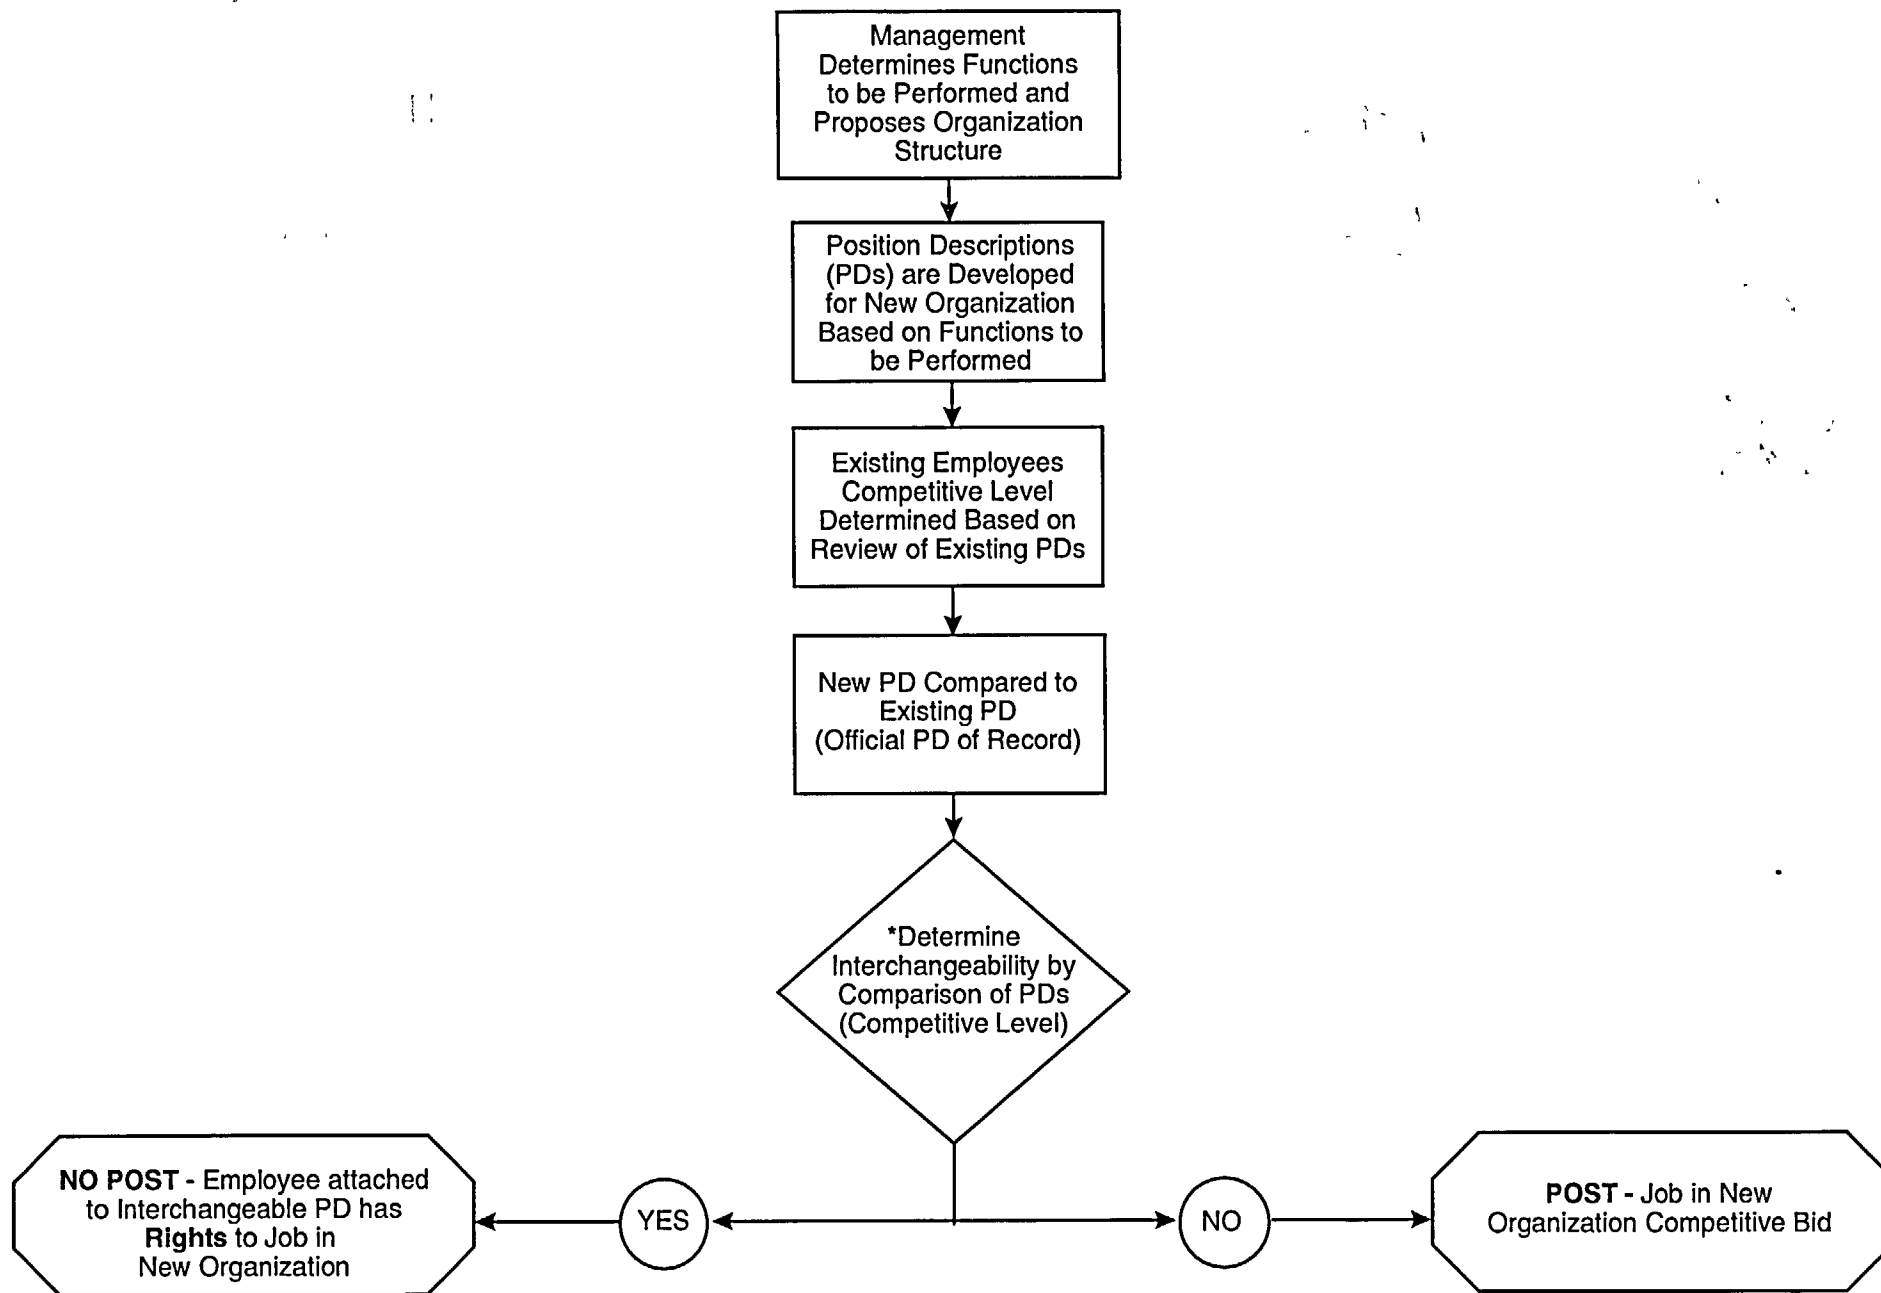 Management
Determines Functions
to be Performed and
Proposes Organization
Structure
Position Descriptions
(PDs) are Developed
for New Organization
Based on Functions to
be Performed
Existing Employees
Competitive Level
Determined Based on
Review of Existing PDs
New PD Compared to
Existing PD
(Official PD of Record)
*Determine
Interchangeability by
Comparison of PDs
(Competitive Level)
NO POST - Employee attached
to Interchangeable PD has
Rights to Job in
New Organization
YES
NO
POST - Job in New
Organization Competitive Bid